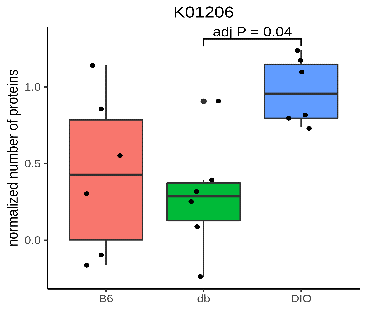 K01206
adj P = 0.04
normalized number of proteins
1.0
0.5
0.0
B6 db DIO